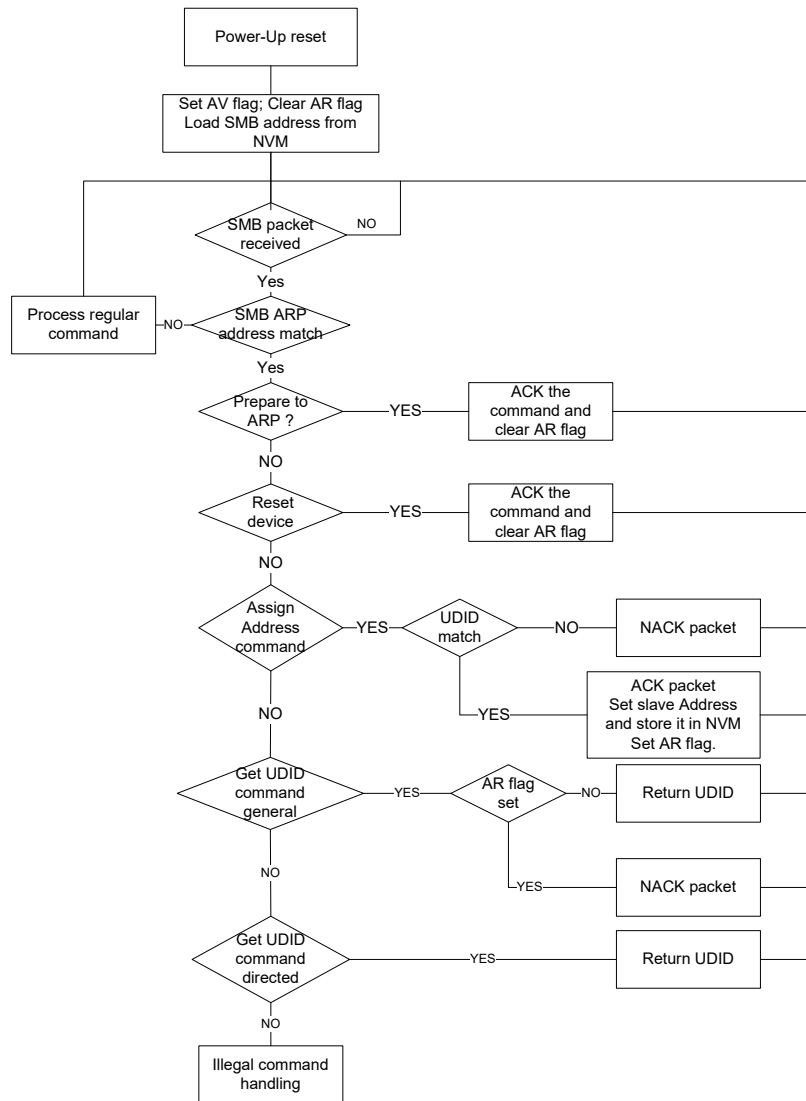 Power-Up reset
Set AV flag; Clear AR flag
Load SMB address from
NVM
SMB packet
received
NO
Yes
Process regular
command
NO
SMB ARP
address match
Yes
Prepare to
ARP ?
YES
ACK the
command and
clear AR flag
NO
Reset
device
YES
ACK the
command and
clear AR flag
NO
Assign
Address
command
YES
UDID
match
NO
NACK packet
YES
ACK packet
Set slave Address
and store it in NVM
Set AR flag.
NO
Get UDID
command
general
YES
AR flag
set
NO
Return UDID
YES
NACK packet
NO
Get UDID
command
directed
YES
Return UDID
NO
Illegal command
handling